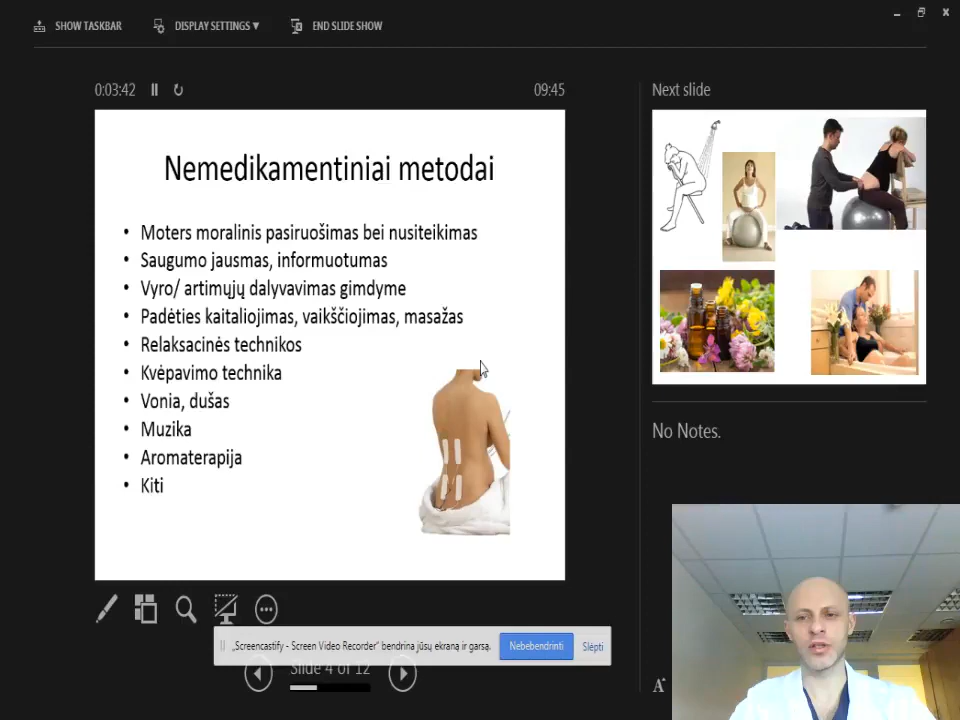 SHOW TASKBAR
DISPLAY SETTINGS ▼
END SLIDE SHOW
0:03:42
09:45
Next slide
Nemedikamentiniai metodai
• Moters moralinis pasiruošimas bei nusiteikimas
• Saugumo jausmas, informuotumas
• Vyro/ artimųjų dalyvavimas gimdyme
• Padėties kaitaliojimas, vaikščiojimas, masažas
• Relaksacinės technikos
• Kvėpavimo technika
• Vonia, dušas
• Muzika
• Aromaterapija
• Kiti
No Notes.
„Screencastify - Screen Video Recorder“ bendrina jūsų ekraną ir garsą.
Nebebendrinti
Slėpti
Slide 4 of 12
A